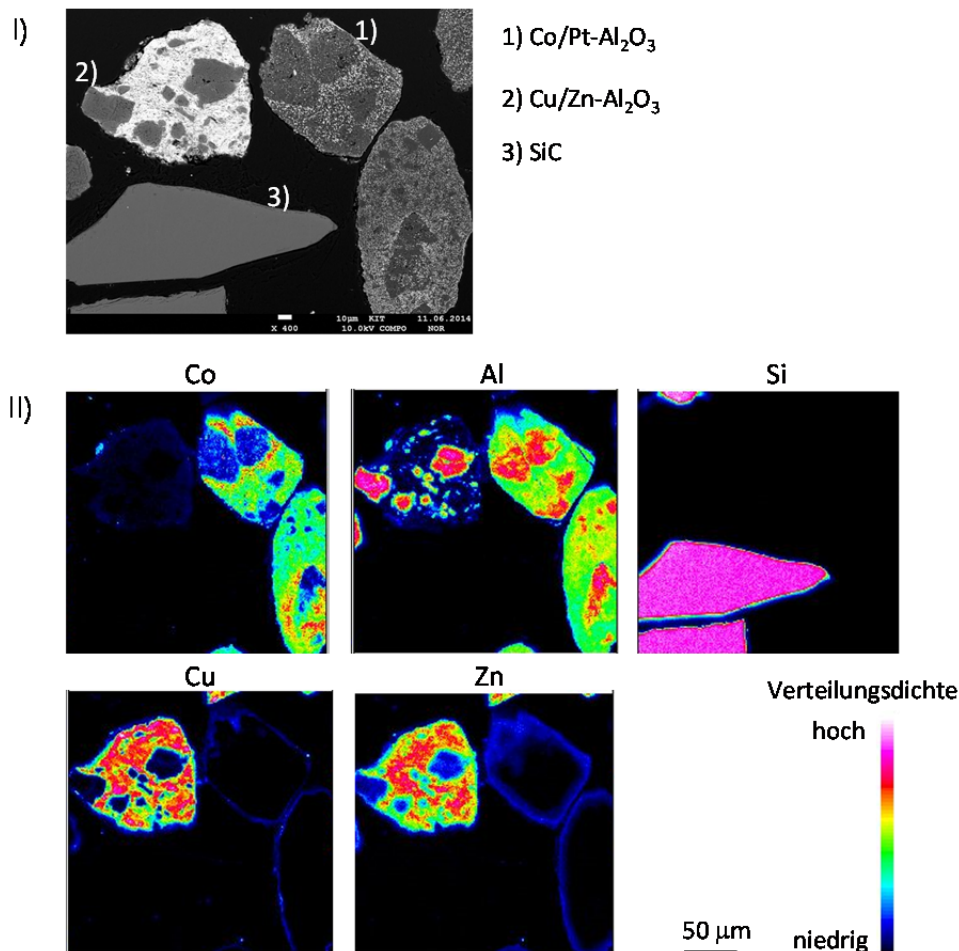 I)
1)
2)
3)
10µm KIT 11.06.2014
X 400 10.0kV COMPO NOR
1) Co/Pt-Al₂O₃
2) Cu/Zn-Al₂O₃
3) SiC
II)
Co Al Si
Cu Zn
Verteilungsdichte
hoch
niedrig
50 µm